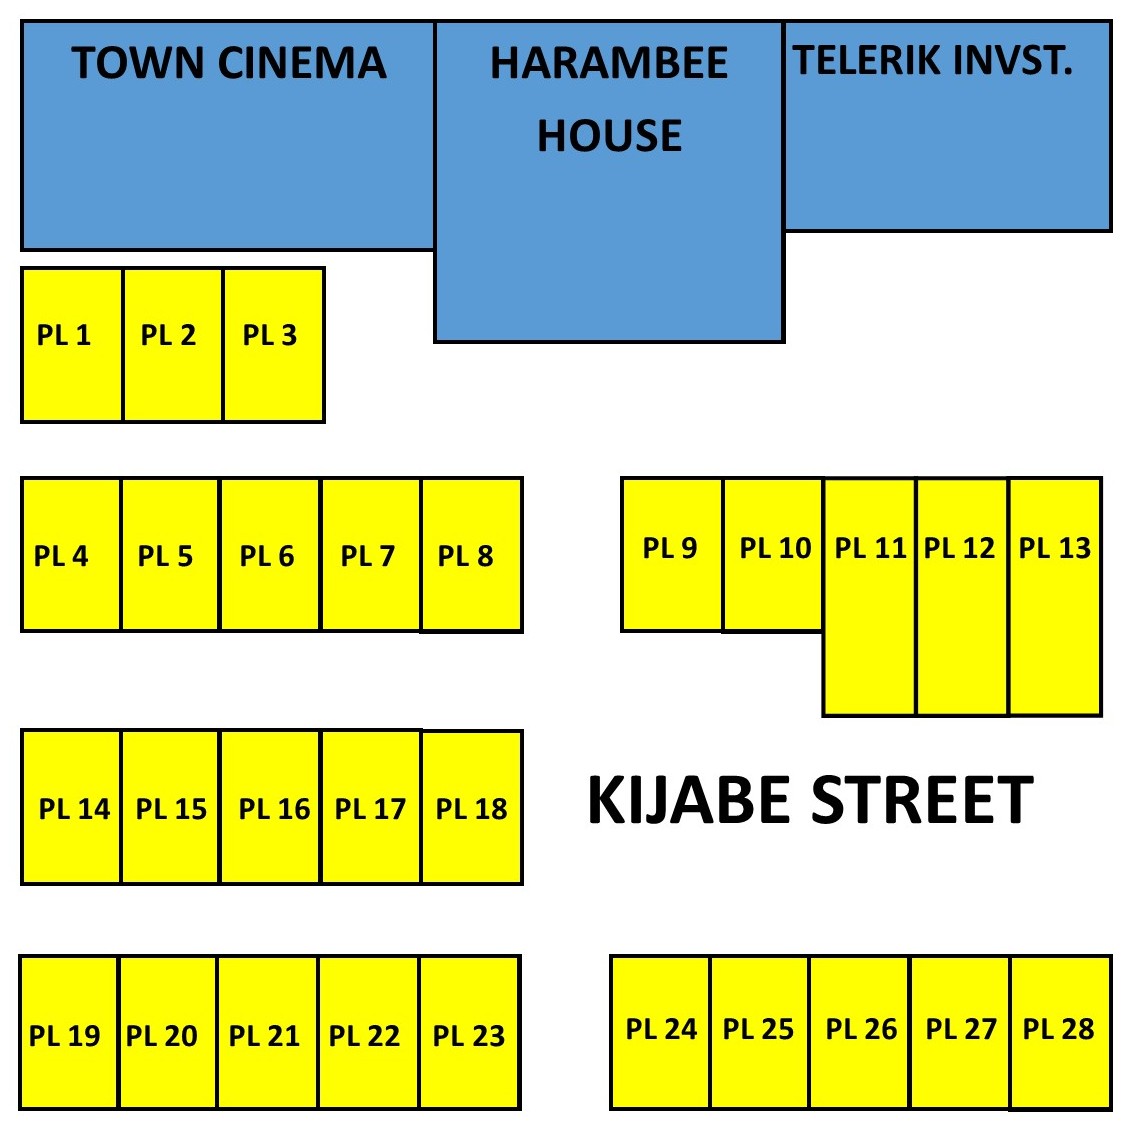 TOWN CINEMA
HARAMBEE
HOUSE
TELERIK INVST.
PL 1
PL 2
PL 3
PL 4
PL 5
PL 6
PL 7
PL 8
PL 9
PL 10
PL 11
PL 12
PL 13
PL 14
PL 15
PL 16
PL 17
PL 18
KIJABE STREET
PL 19
PL 20
PL 21
PL 22
PL 23
PL 24
PL 25
PL 26
PL 27
PL 28